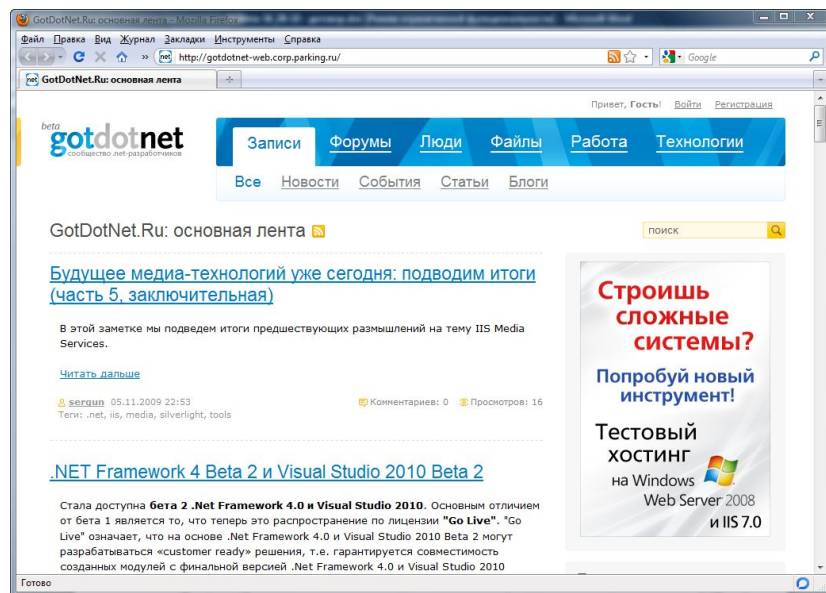 GotDotNet.Ru: основная лента - Mozilla Firefox
Файл Правка Вид Журнал Закладки Инструменты Справка
http://gotdotnet-web.corp.parking.ru/
Google
GotDotNet.Ru: основная лента
Привет, Гость! Войти Регистрация
beta
gotdotnet
сообщество .net-разработчиков
Записи Форумы Люди Файлы Работа Технологии
Все Новости События Статьи Блоги
GotDotNet.Ru: основная лента
поиск
Будущее медиа-технологий уже сегодня: подводим итоги
(часть 5, заключительная)
В этой заметке мы подведем итоги предшествующих размышлений на тему IIS Media
Services.
Читать дальше
sergun 05.11.2009 22:53
Комментариев: 0 Просмотров: 16
Теги: .net, iis, media, silverlight, tools
.NET Framework 4 Beta 2 и Visual Studio 2010 Beta 2
Стала доступна бета 2 .Net Framework 4.0 и Visual Studio 2010. Основным отличием
от бета 1 является то, что теперь это распространение по лицензии "Go Live". "Go
Live" означает, что на основе .Net Framework 4.0 и Visual Studio 2010 Beta 2 могут
разрабатываться «customer ready» решения, т.е. гарантируется совместимость
созданных модулей с финальной версией .Net Framework 4.0 и Visual Studio 2010
Строишь
сложные
системы?
Попробуй новый
инструмент!
Тестовый
хостинг
на Windows
Web Server 2008
и IIS 7.0
Готово